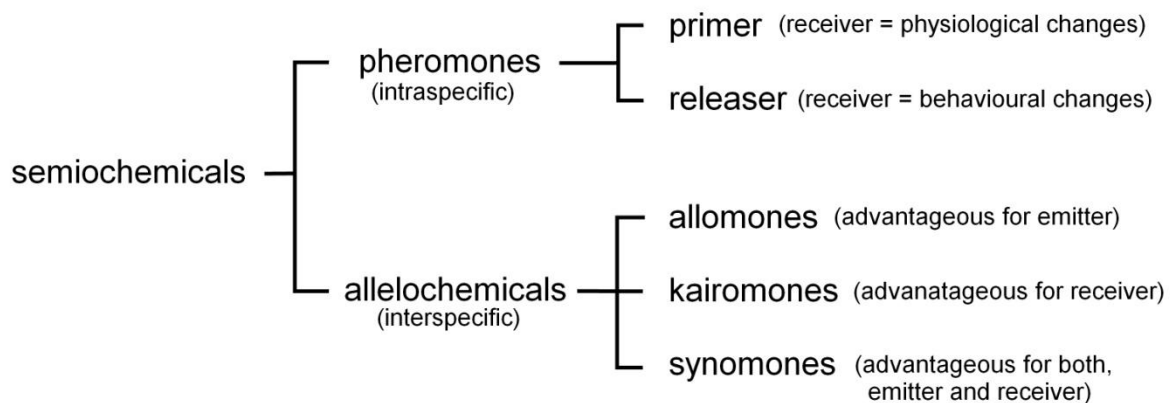 primer (receiver = physiological changes)
pheromones
(intraspecific)
releaser (receiver = behavioural changes)
semiochemicals
allomones (advantageous for emitter)
allelochemicals
(interspecific)
kairomones (advanatageous for receiver)
synomones (advantageous for both,
emitter and receiver)